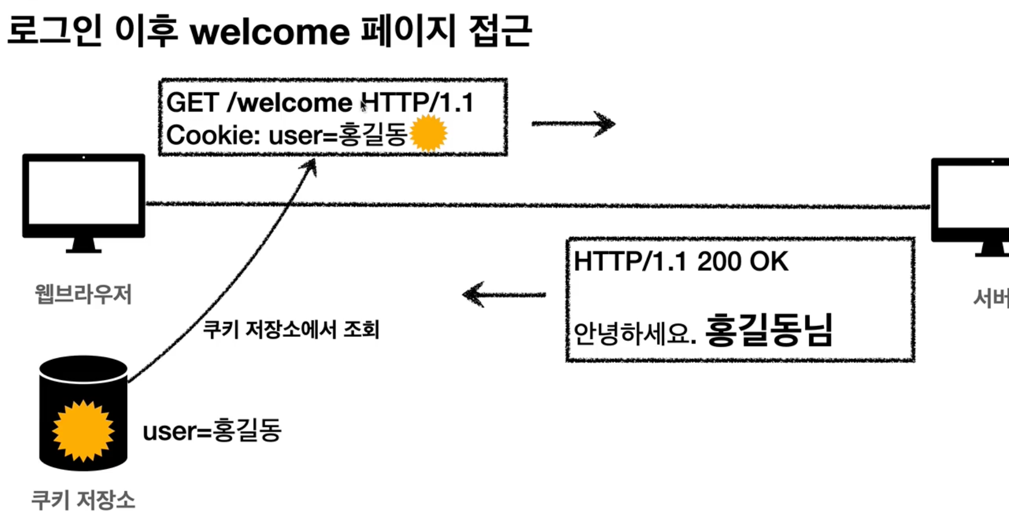 로그인 이후 welcome 페이지 접근
GET /welcome HTTP/1.1
Cookie: user=홍길동
HTTP/1.1 200 OK
안녕하세요. 홍길동님
웹브라우저
서버
쿠키 저장소에서 조회
user=홍길동
쿠키 저장소